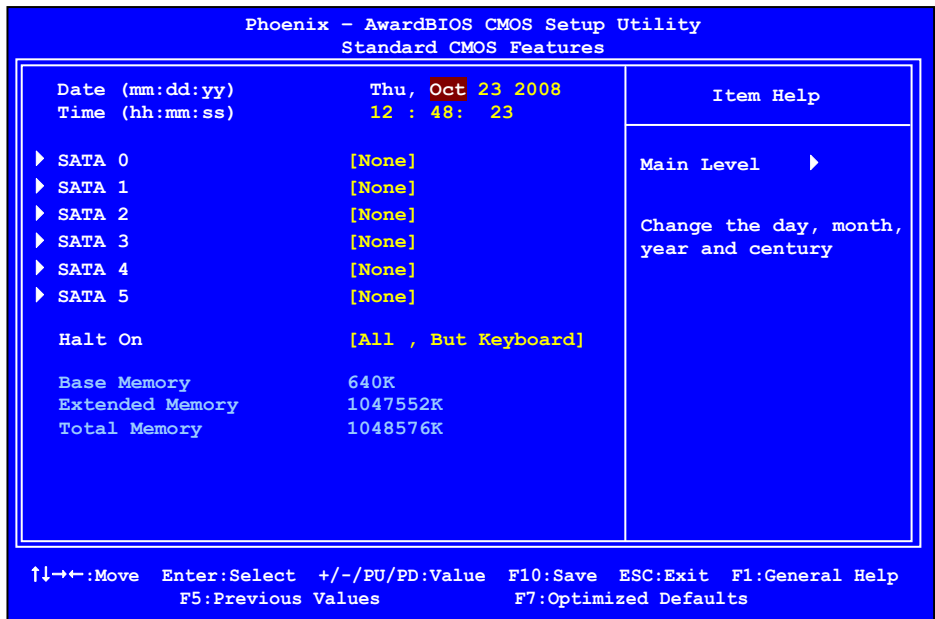 Phoenix – AwardBIOS CMOS Setup Utility
Standard CMOS Features
Date (mm:dd:yy) Thu, Oct 23 2008
Time (hh:mm:ss) 12 : 48: 23
SATA 0 [None]
SATA 1 [None]
SATA 2 [None]
SATA 3 [None]
SATA 4 [None]
SATA 5 [None]
Halt On [All , But Keyboard]
Base Memory 640K
Extended Memory 1047552K
Total Memory 1048576K
Item Help
Main Level
Change the day, month,
year and century
↑↓→←:Move Enter:Select +/-/PU/PD:Value F10:Save ESC:Exit F1:General Help
F5:Previous Values F7:Optimized Defaults